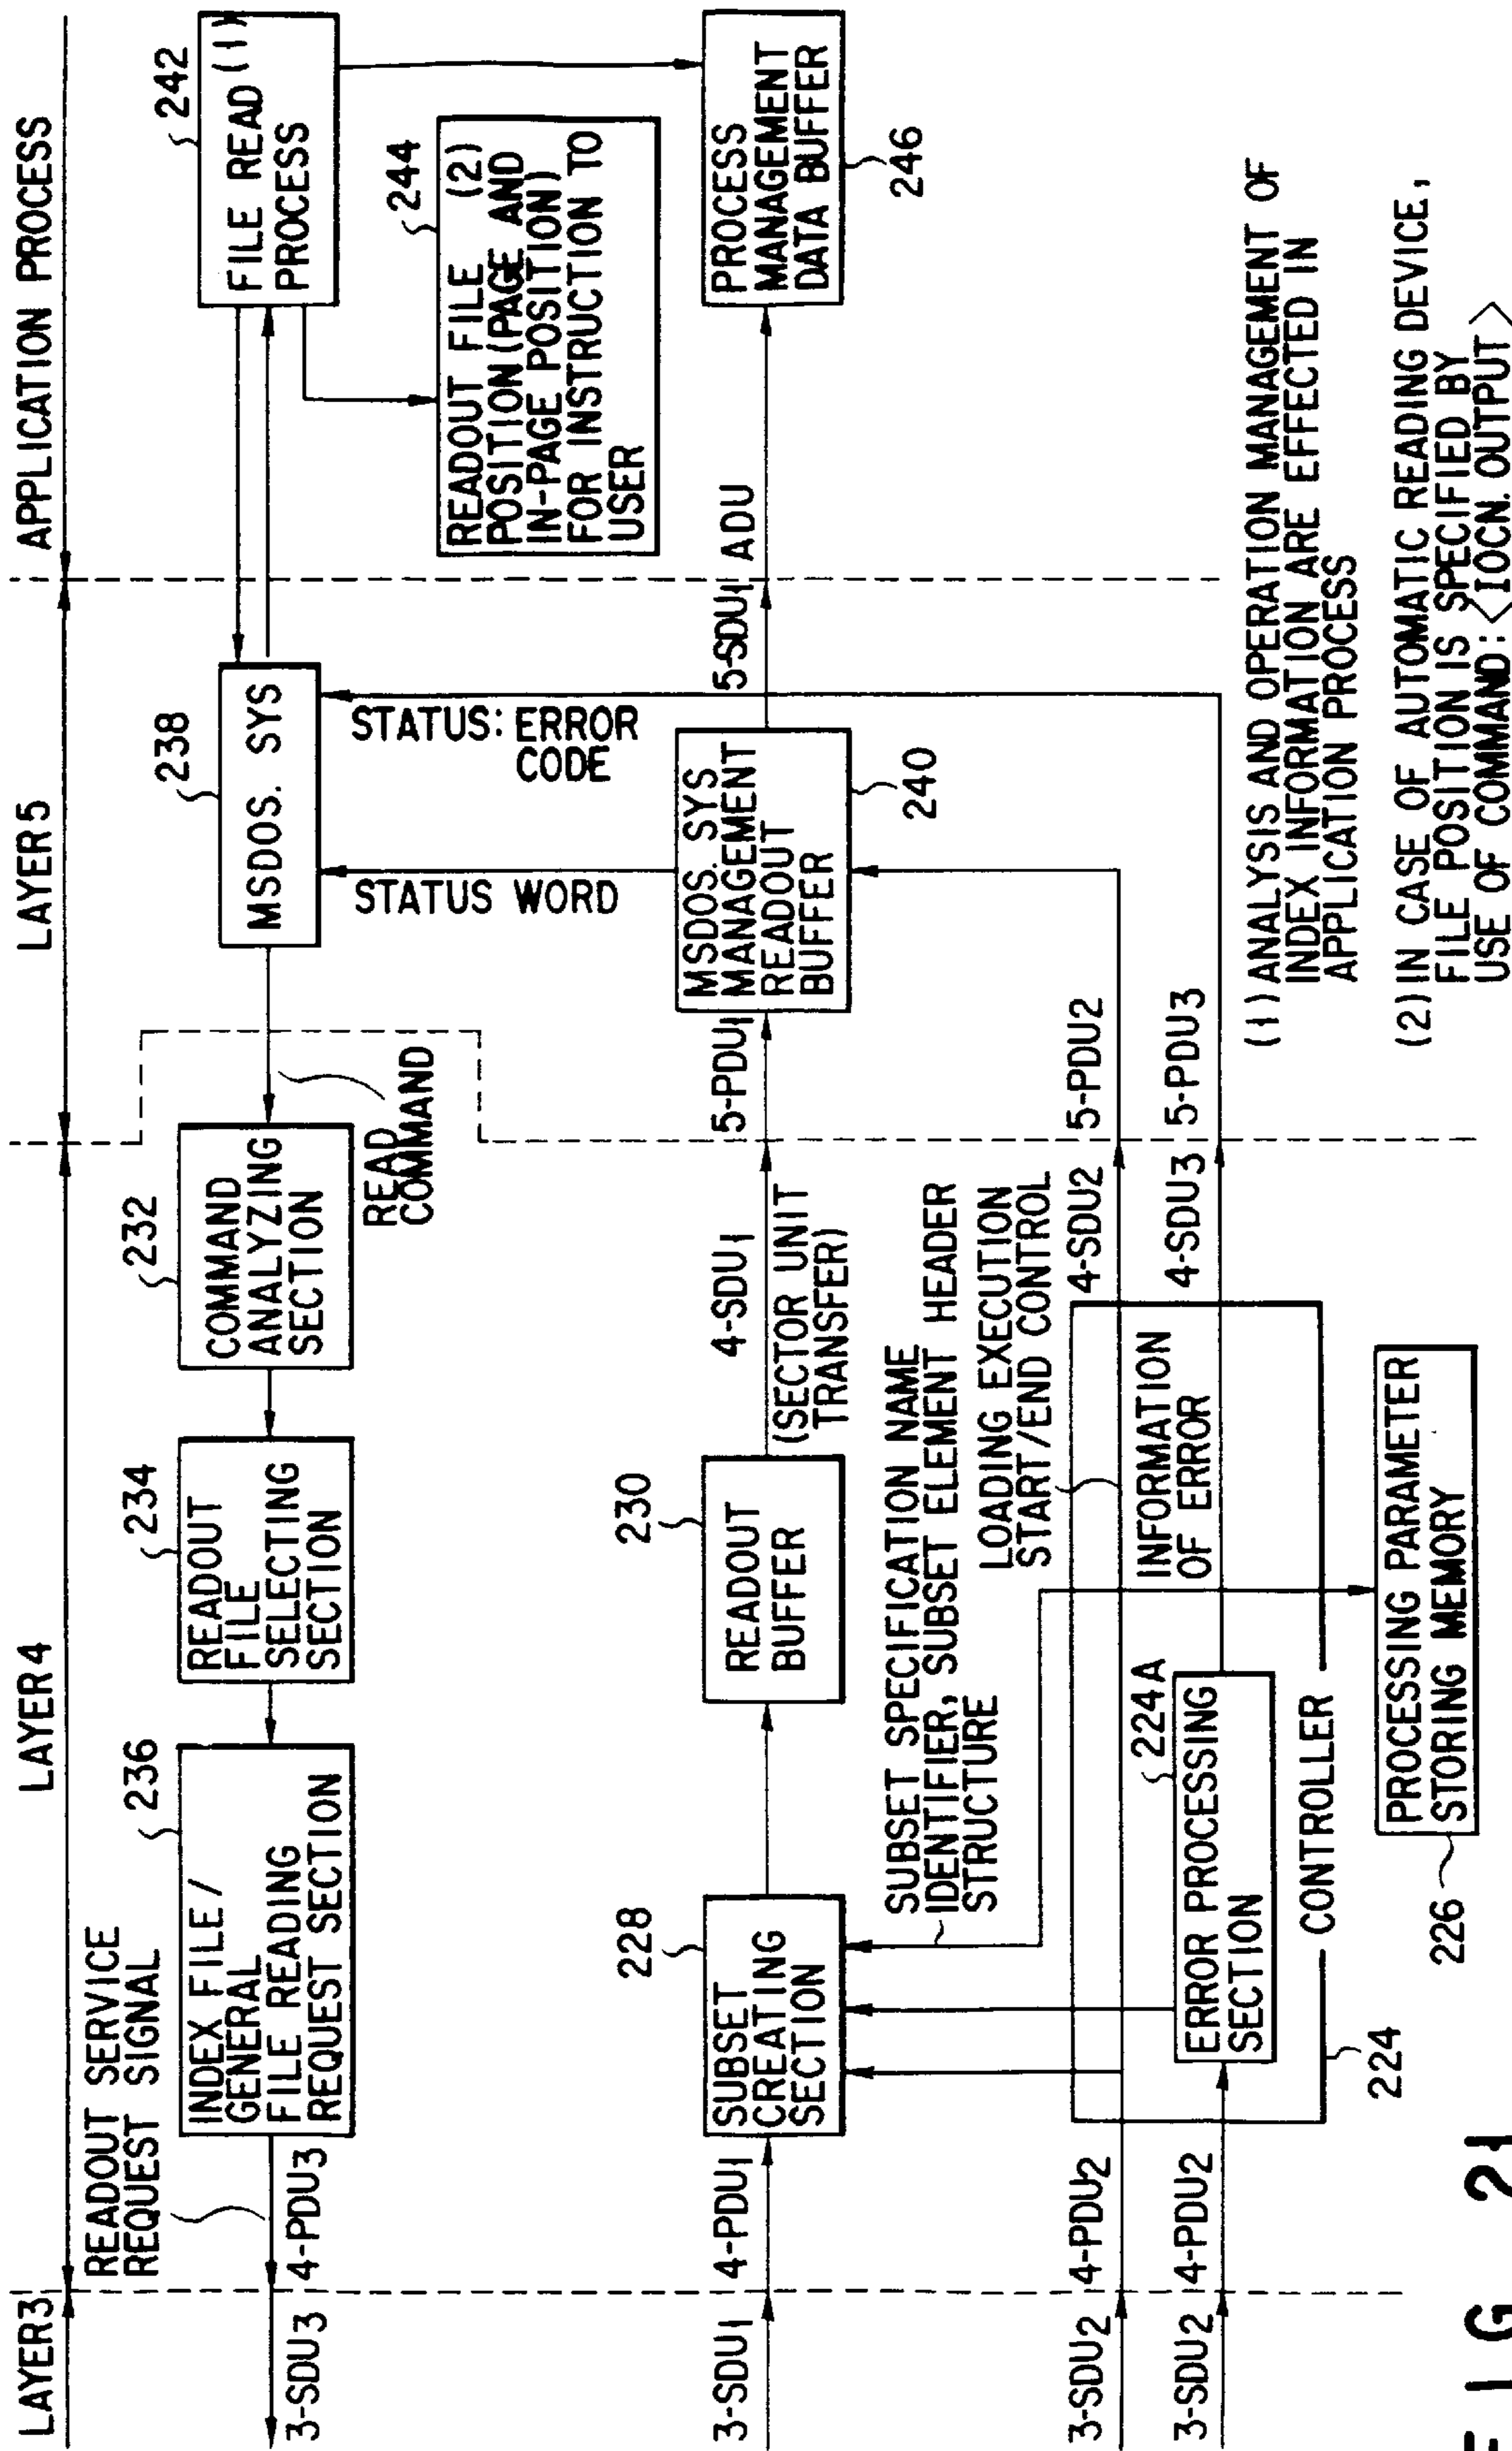 LAYER3
LAYER4
LAYER5
APPLICATION PROCESS
READOUT SERVICE
REQUEST SIGNAL
3-SDU3
4-PDU3
236
INDEX FILE/
GENERAL
FILE READING
REQUEST SECTION
234
READOUT
FILE
SELECTING
SECTION
232
COMMAND
ANALYZING
SECTION
READ
COMMAND
238
MSDOS. SYS
242
FILE READ (1)
PROCESS
244
READOUT FILE (2)
POSITION (PAGE AND
IN-PAGE POSITION)
FOR INSTRUCTION TO
USER
STATUS: ERROR
CODE
STATUS WORD
3-SDU1
4-PDU1
228
SUBSET
CREATING
SECTION
230
READOUT
BUFFER
4-SDU1
(SECTOR UNIT
TRANSFER)
5-PDU1
MSDOS. SYS
MANAGEMENT
READOUT
BUFFER
240
5-SDU1
ADU
PROCESS
MANAGEMENT
DATA BUFFER
246
SUBSET SPECIFICATION NAME
IDENTIFIER, SUBSET ELEMENT HEADER
STRUCTURE
LOADING EXECUTION
START/END CONTROL
3-SDU2
4-PDU2
4-SDU2
5-PDU2
INFORMATION
OF ERROR
3-SDU2
4-PDU2
224A
ERROR PROCESSING
SECTION
4-SDU3
5-PDU3
CONTROLLER
224
PROCESSING PARAMETER
STORING MEMORY
226
(1) ANALYSIS AND OPERATION MANAGEMENT OF
INDEX INFORMATION ARE EFFECTED IN
APPLICATION PROCESS
(2) IN CASE OF AUTOMATIC READING DEVICE,
FILE POSITION IS SPECIFIED BY
USE OF COMMAND: <IOCN. OUTPUT>
FIG 21